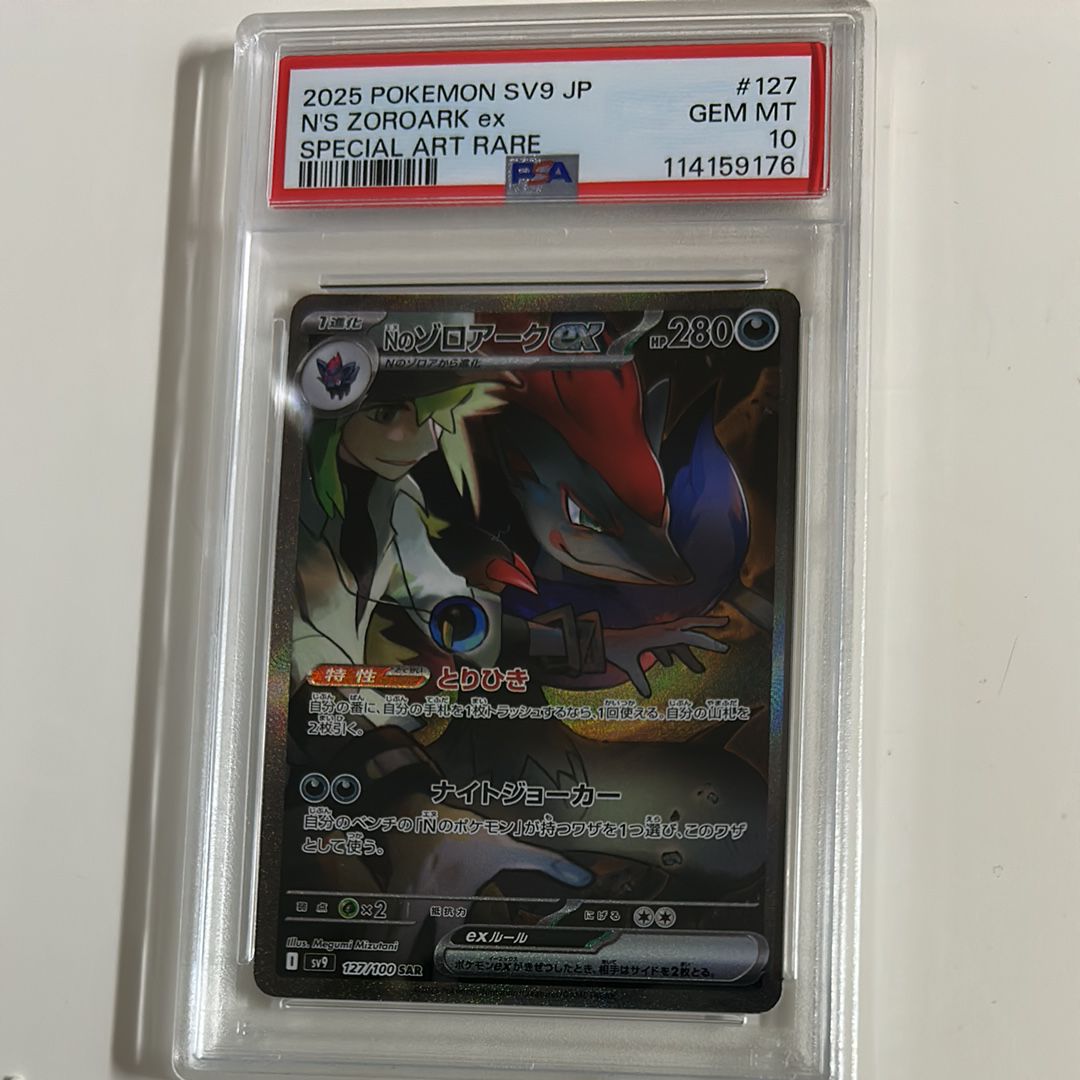 2025 POKEMON SV9 JP #127
N'S ZOROARK ex GEM MT
SPECIAL ART RARE 10
PSA 114159176
1進化 Nのゾロアークex HP280
Nのゾロアから進化
特性 とりひき
自分の番に、自分の手札を1枚トラッシュするなら、1回使える。自分の山札を
2枚引く。
ナイトジョーカー
自分のベンチの「Nのポケモン」が持つワザを1つ選び、このワザ
として使う。
弱点 ×2 抵抗力 にげる
Illus. Megumi Mizutani exルール
I sv9 127/100 SAR ポケモンexがきぜつしたとき、相手はサイドを2枚とる。